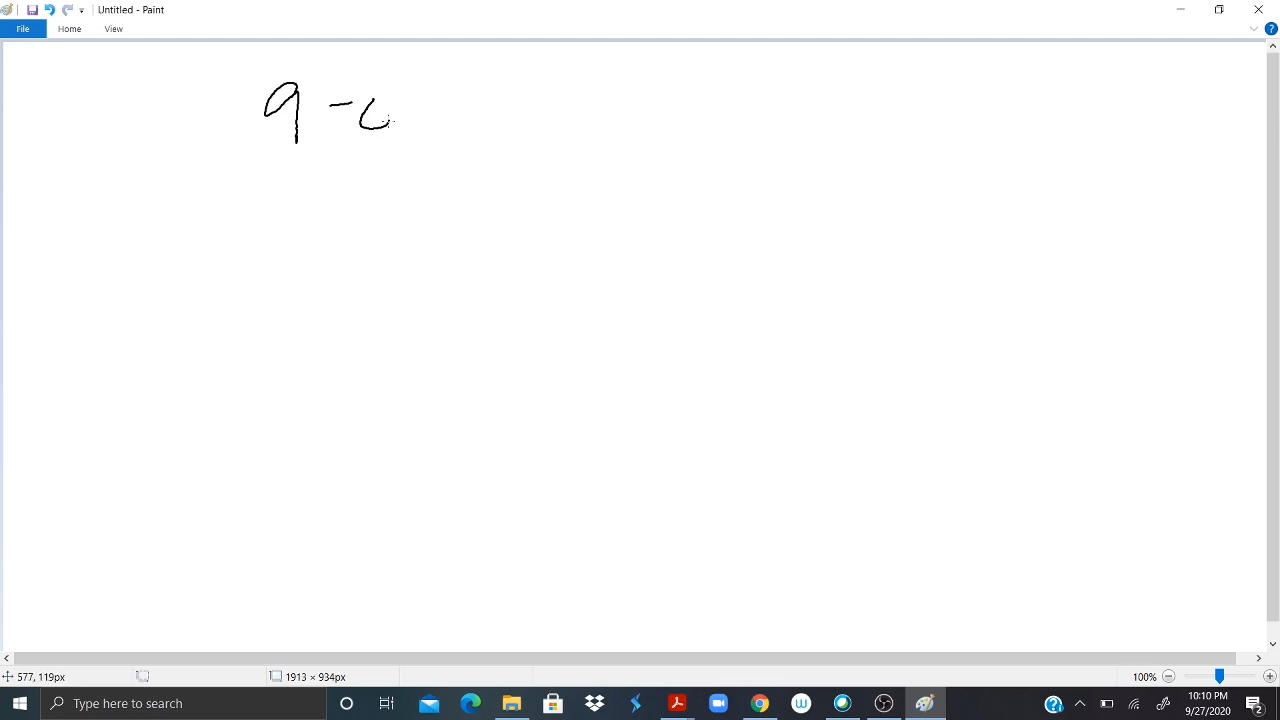 Untitled - Paint
File Home View
9 -
577, 119px 1913 × 934px 100%
Type here to search 10:10 PM
9/27/2020 2